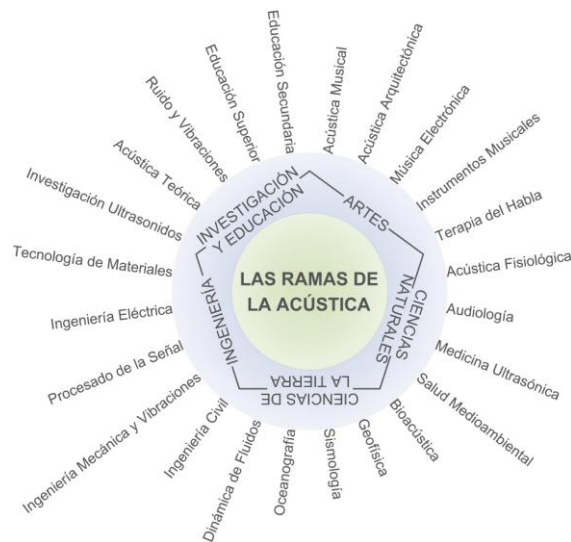 LAS RAMAS DE
LA ACÚSTICA
INVESTIGACIÓN
Y EDUCACIÓN
ARTES
CIENCIAS
NATURALES
CIENCIAS DE
LA TIERRA
INGENIERÍA
Acústica Musical
Acústica Arquitectónica
Música Electrónica
Instrumentos Musicales
Terapia del Habla
Acústica Fisiológica
Audiología
Medicina Ultrasónica
Salud Medioambiental
Bioacústica
Geofísica
Sismología
Oceanografía
Dinámica de Fluidos
Ingeniería Civil
Ingeniería Mecánica y Vibraciones
Procesado de la Señal
Ingeniería Eléctrica
Tecnología de Materiales
Investigación Ultrasonidos
Acústica Teórica
Ruido y Vibraciones
Educación Superior
Educación Secundaria